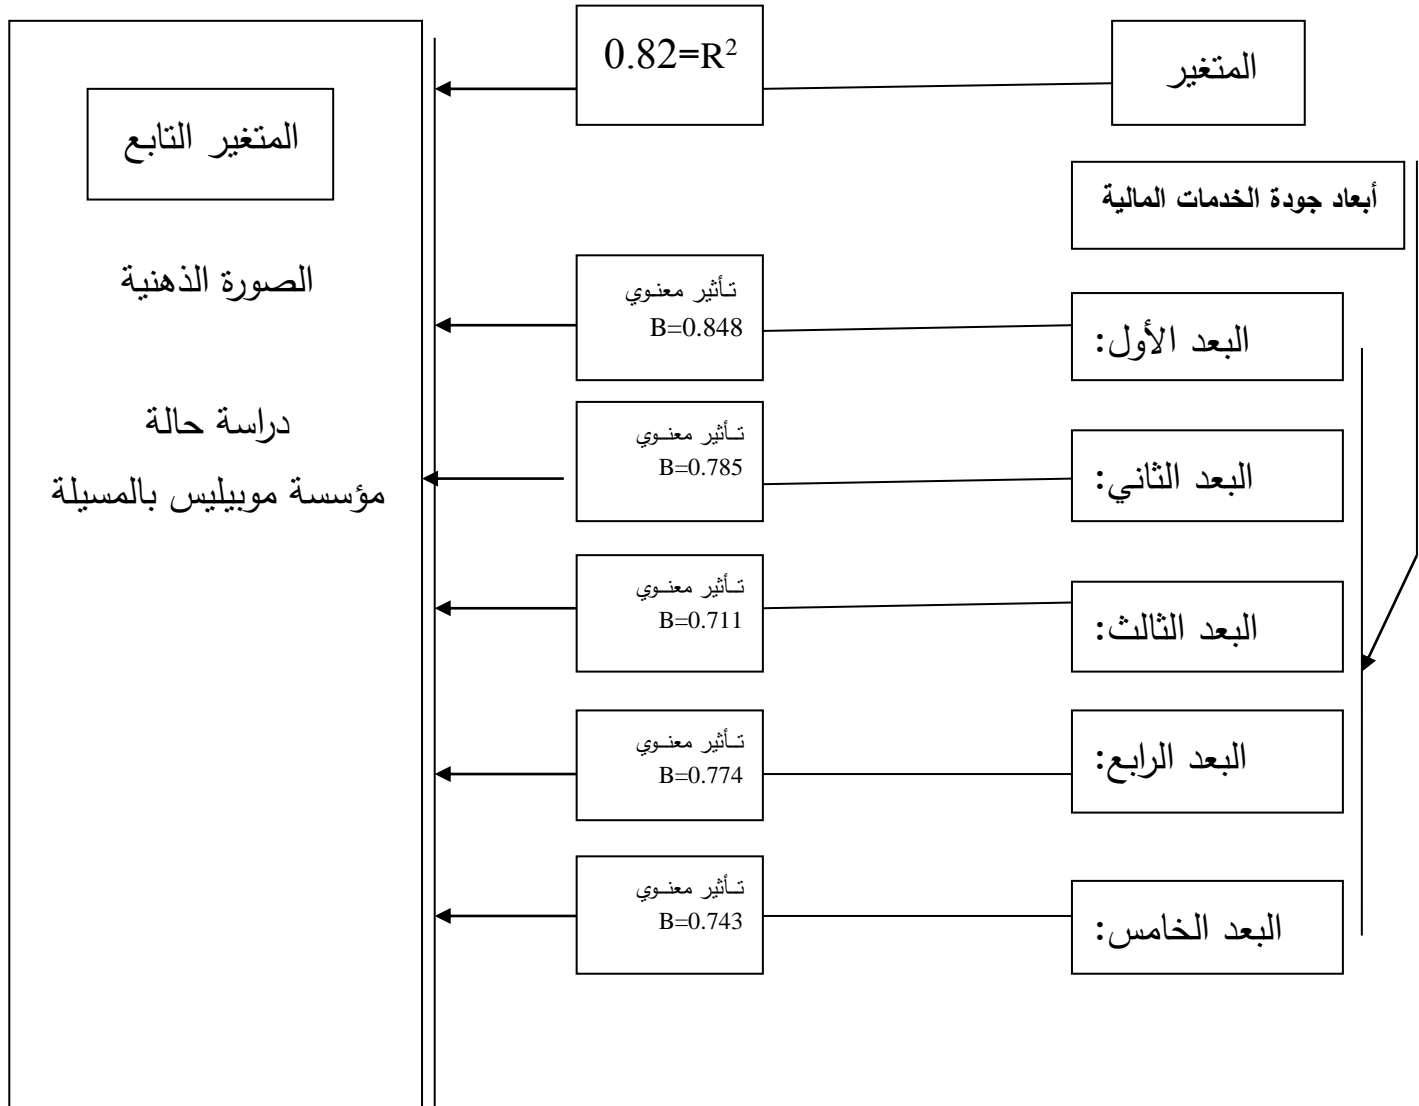 المتغير
0.82=R²
المتغير التابع
أبعاد جودة الخدمات المالية
الصورة الذهنية
دراسة حالة
مؤسسة موبيليس بالمسيلة
البعد الأول:
تأثير معنوي
B=0.848
البعد الثاني:
تأثير معنوي
B=0.785
البعد الثالث:
تأثير معنوي
B=0.711
البعد الرابع:
تأثير معنوي
B=0.774
البعد الخامس:
تأثير معنوي
B=0.743